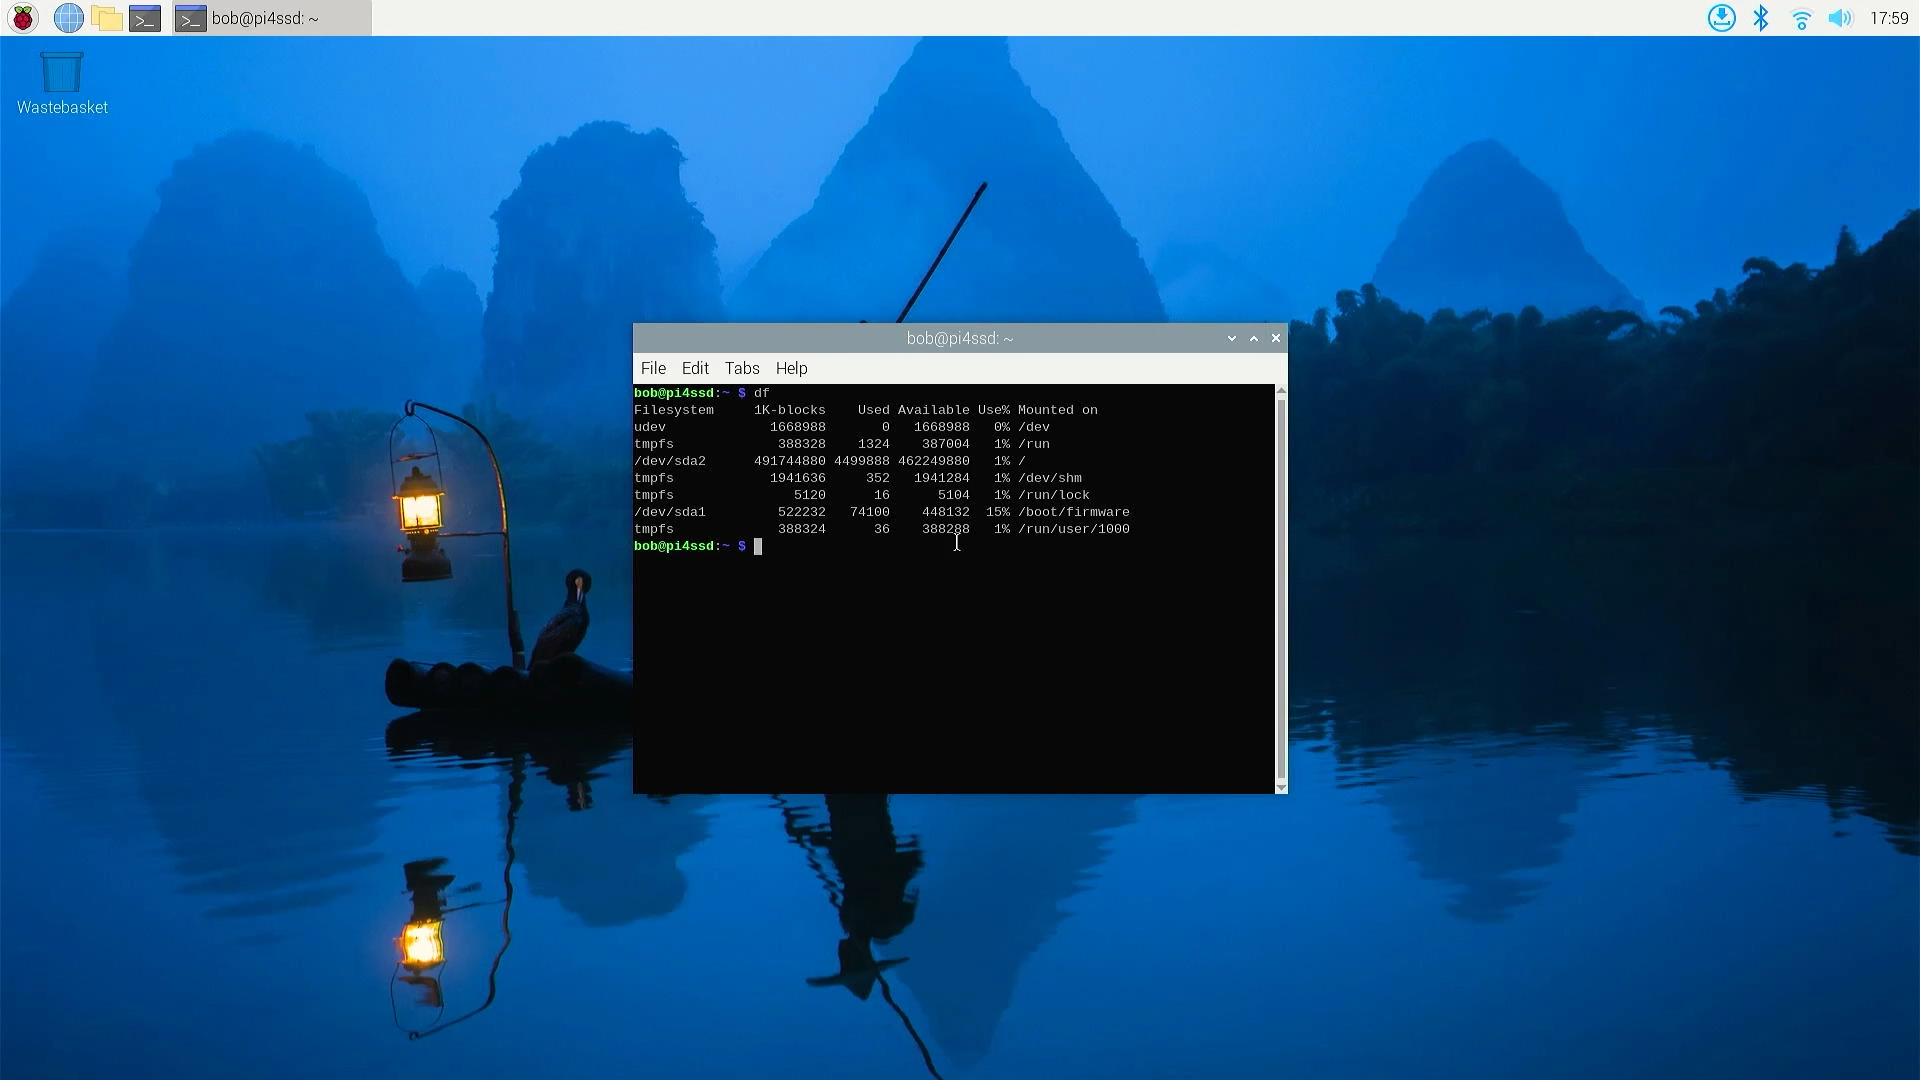 bob@pi4ssd: ~ 17:59
Wastebasket
bob@pi4ssd: ~
File Edit Tabs Help
bob@pi4ssd:~ $ df
Filesystem     1K-blocks    Used Available Use% Mounted on
udev             1668988       0   1668988   0% /dev
tmpfs             388328    1324    387004   1% /run
/dev/sda2      491744880 4499888 462249880   1% /
tmpfs            1941636     352   1941284   1% /dev/shm
tmpfs               5120      16      5104   1% /run/lock
/dev/sda1         522232   74100    448132  15% /boot/firmware
tmpfs             388324      36    388288   1% /run/user/1000
bob@pi4ssd:~ $